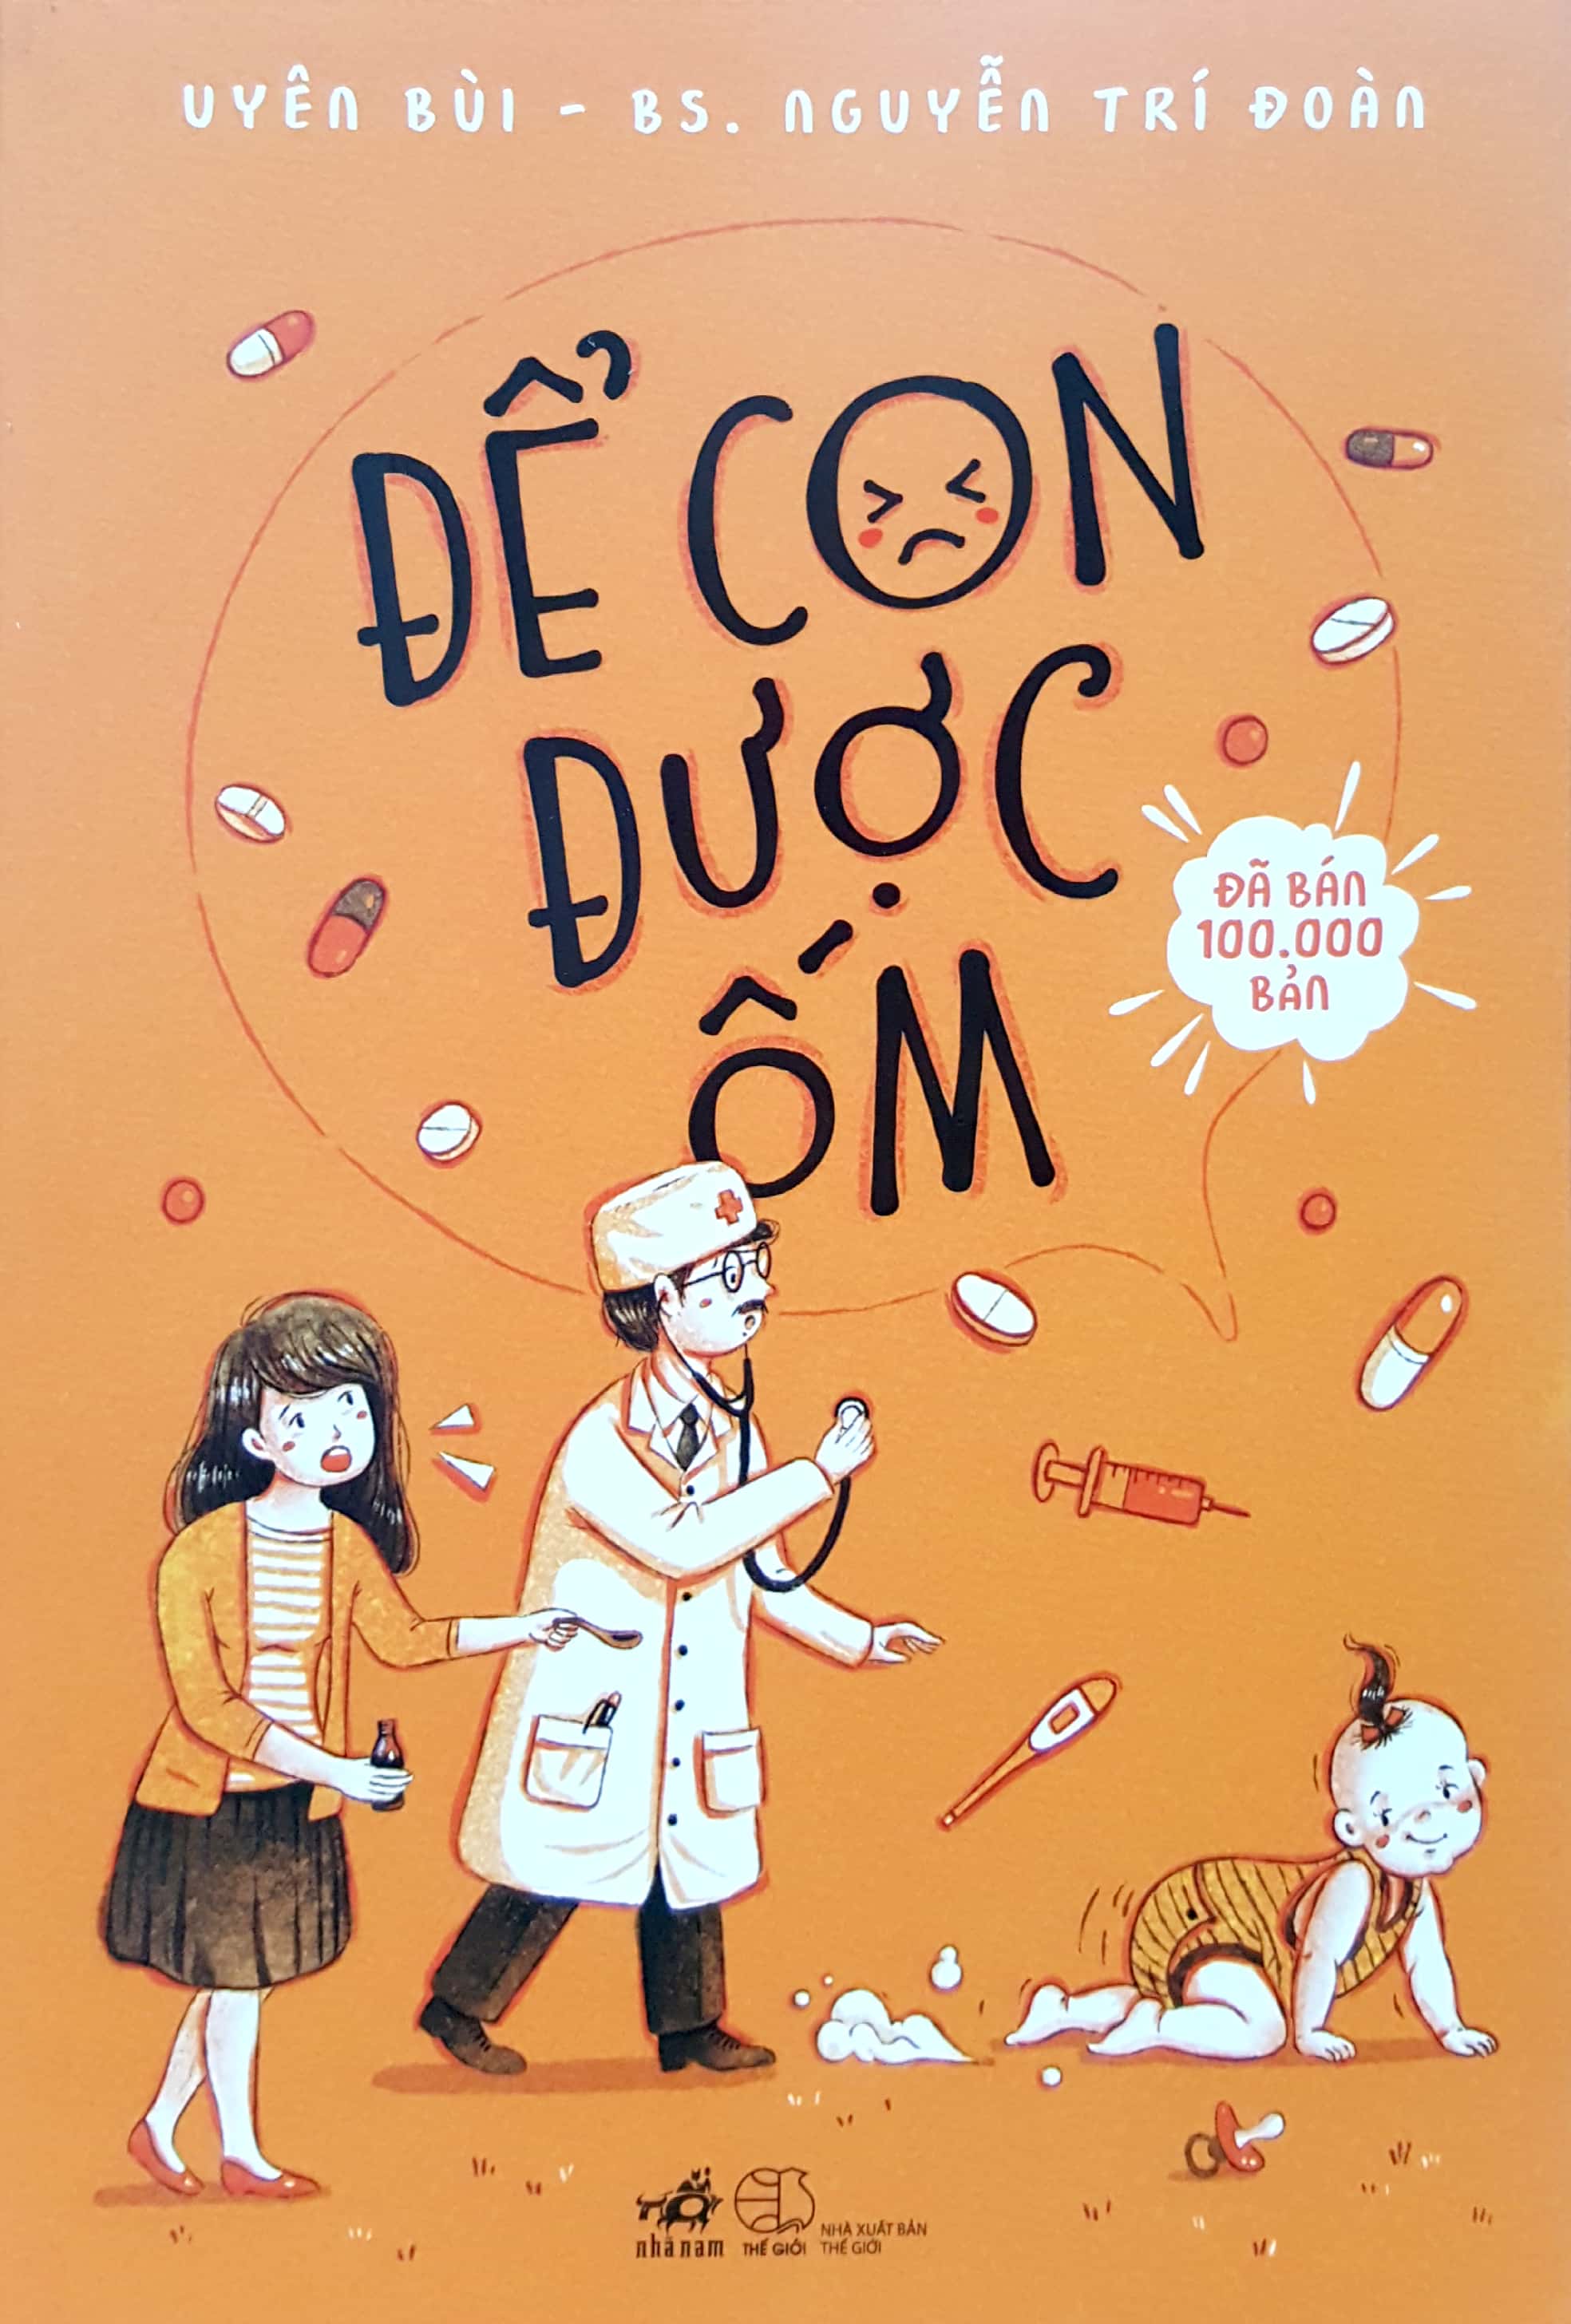 UYÊN BÙI - BS. NGUYỄN TRÍ ĐOÀN
ĐỂ CON
ĐƯỢC
ỐM
ĐÃ BÁN
100.000
BẢN
nhã nam
THẾ GIỚI
NHÀ XUẤT BẢN
THẾ GIỚI